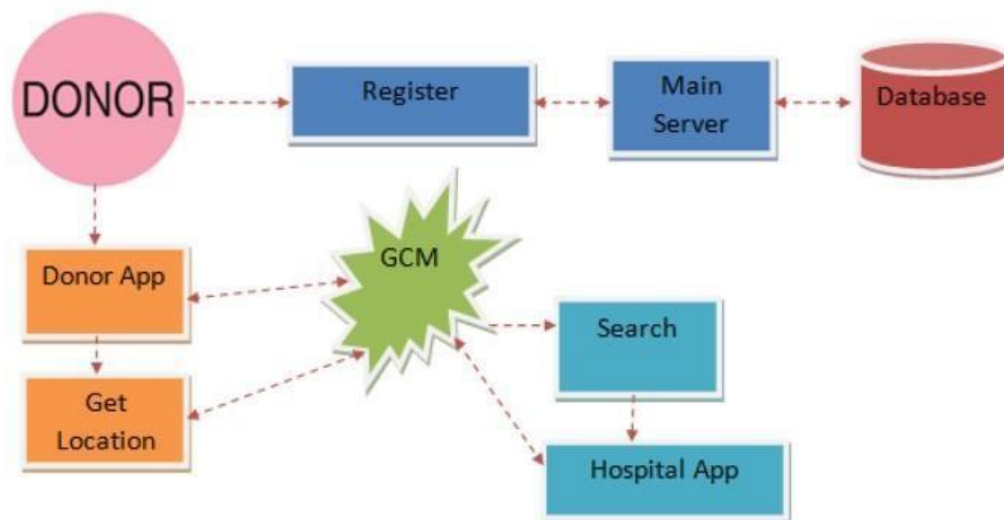 DONOR
Register
Main
Server
Database
Donor App
GCM
Search
Get
Location
Hospital App